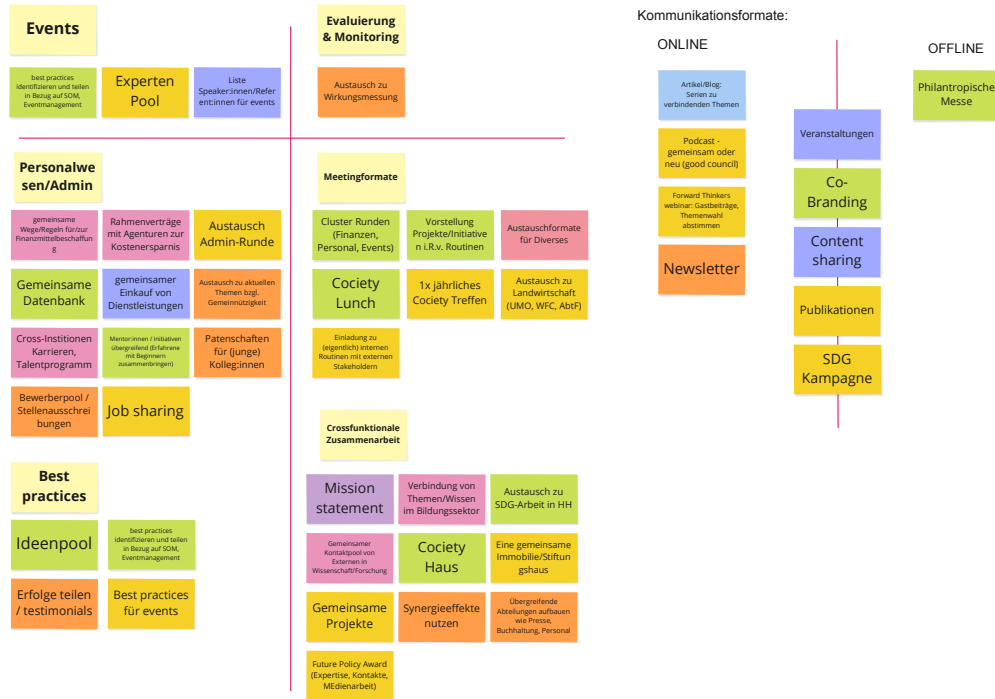 Events
best practices
identifizieren und teilen
in Bezug auf SOM,
Eventmanagement
Experten
Pool
Liste
Speaker:innen/Refer
ent:innen für events
Evaluierung
& Monitoring
Austausch zu
Wirkungsmessung
Personalwe
sen/Admin
gemeinsame
Wege/Regeln für/zur
Finanzmittelbeschaffun
g
Rahmenverträge
mit Agenturen zur
Kostenersparnis
Austausch
Admin-Runde
Gemeinsame
Datenbank
gemeinsamer
Einkauf von
Dienstleistungen
Austausch zu aktuellen
Themen bzgl.
Gemeinnützigkeit
Cross-Institionen
Karrieren,
Talentprogramm
Mentor:innen / Initiativen
übergreifend (Erfahrene
mit Beginnern
zusammenbringen)
Patenschaften
für (junge)
Kolleg:innen
Bewerberpool /
Stellenausschrei
bungen
Job sharing
Meetingformate
Cluster Runden
(Finanzen,
Personal, Events)
Vorstellung
Projekte/Initiative
n i.R.v. Routinen
Austauschformate
für Diverses
Cociety
Lunch
1x jährliches
Cociety Treffen
Austausch zu
Landwirtschaft
(UMO, WFC, AbtF)
Einladung zu
(eigentlich) internen
Routinen mit externen
Stakeholdern
Best
practices
Ideenpool
best practices
identifizieren und teilen
in Bezug auf SOM,
Eventmanagement
Erfolge teilen
/ testimonials
Best practices
für events
Crossfunktionale
Zusammenarbeit
Mission
statement
Verbindung von
Themen/Wissen
im Bildungssektor
Austausch zu
SDG-Arbeit in HH
Gemeinsamer
Kontaktpool von
Externen in
Wissenschaft/Forschung
Cociety
Haus
Eine gemeinsame
Immobilie/Stiftun
gshaus
Gemeinsame
Projekte
Synergieeffekte
nutzen
Übergreifende
Abteilungen aufbauen
wie Presse,
Buchhaltung, Personal
Future Policy Award
(Expertise, Kontakte,
MEdienarbeit)
Kommunikationsformate:
ONLINE
OFFLINE
Artikel/Blog:
Serien zu
verbindenden Themen
Podcast -
gemeinsam oder
neu (good council)
Forward Thinkers
webinar: Gastbeiträge,
Themenwahl
abstimmen
Newsletter
Veranstaltungen
Co-
Branding
Content
sharing
Publikationen
SDG
Kampagne
Philantropische
Messe